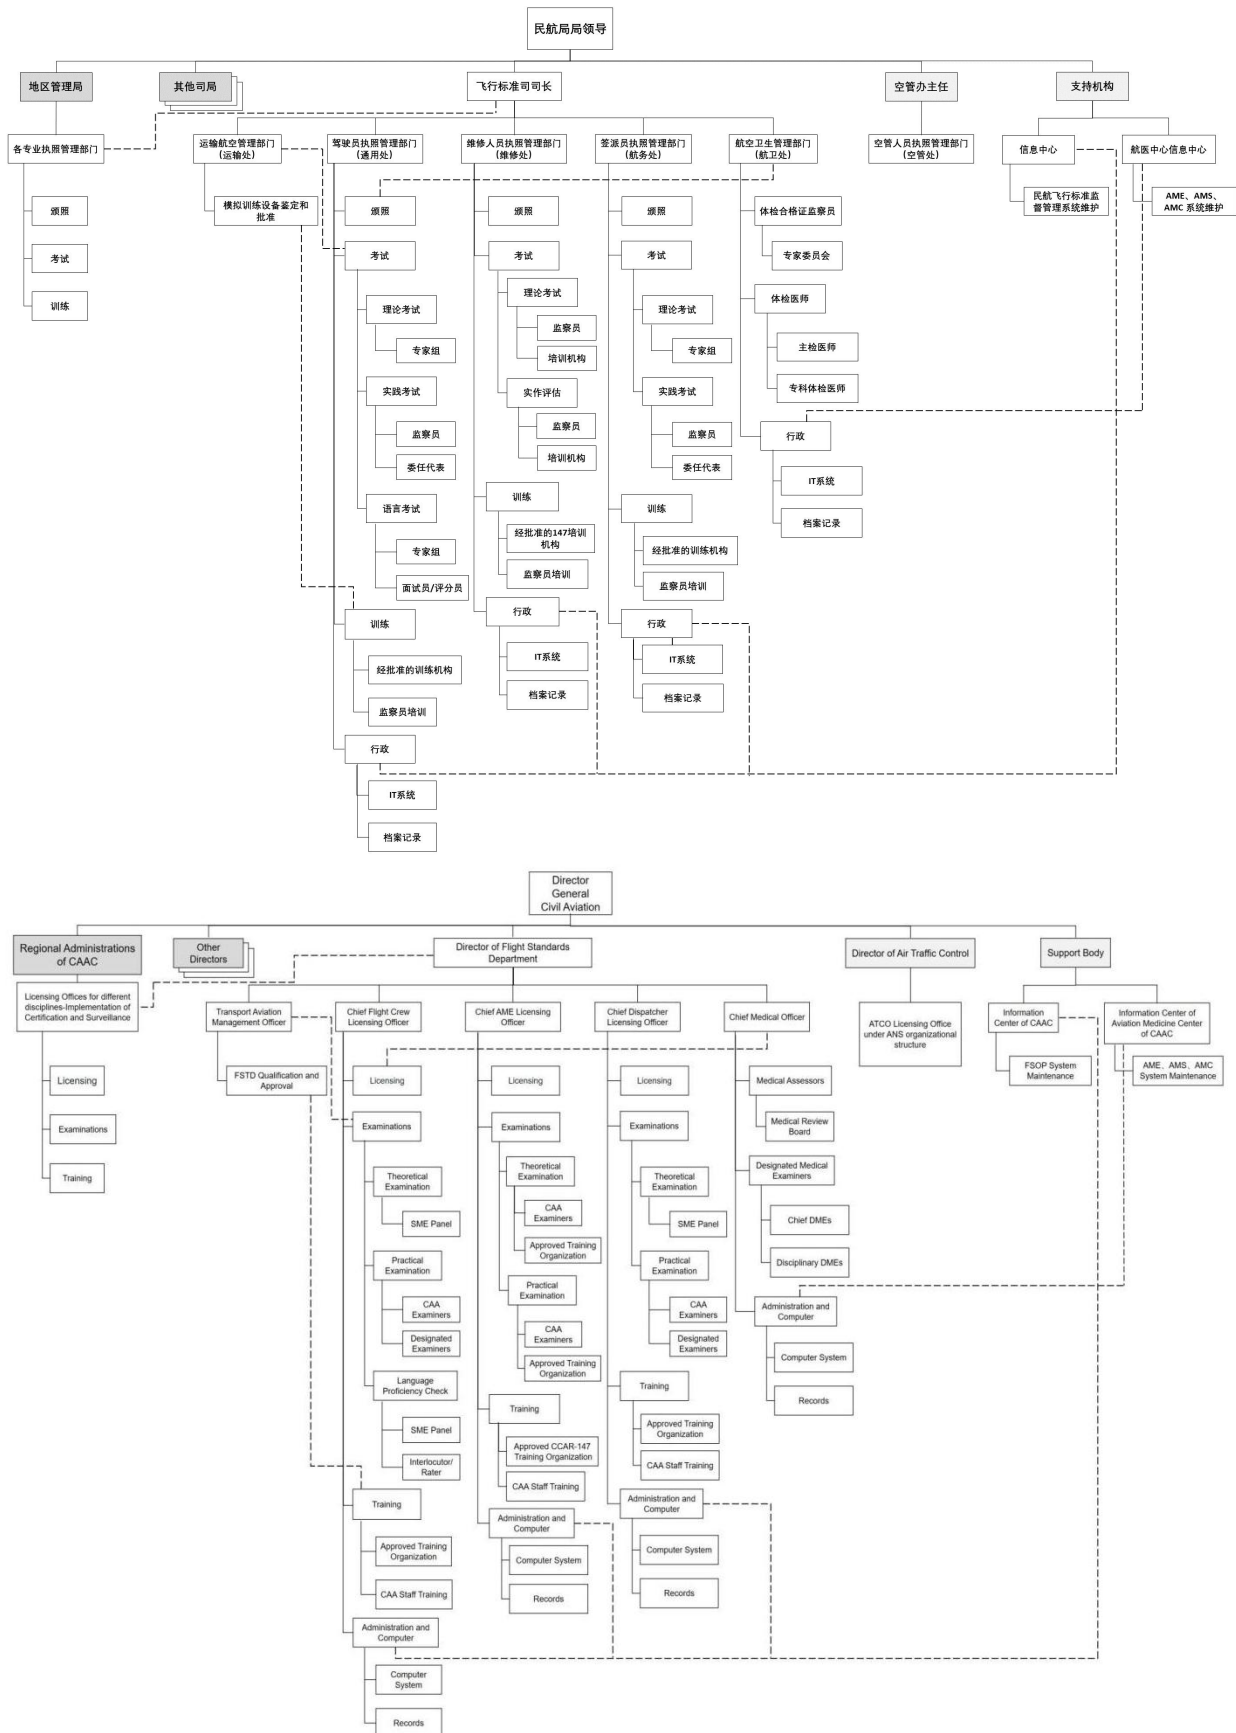 民航局局领导
地区管理局
其他司局
飞行标准司司长
空管办主任
支持机构
各专业执照管理部门
颁照
考试
训练
运输航空管理部门
(运输处)
模拟训练设备鉴定和
批准
驾驶员执照管理部门
(通用处)
颁照
考试
理论考试
专家组
实践考试
监察员
委任代表
语言考试
专家组
面试员/评分员
训练
经批准的训练机构
监察员培训
行政
IT系统
档案记录
维修人员执照管理部门
(维修处)
颁照
考试
理论考试
监察员
培训机构
实作评估
监察员
培训机构
训练
经批准的147培训
机构
监察员培训
行政
IT系统
档案记录
签派员执照管理部门
(航务处)
颁照
考试
理论考试
专家组
实践考试
监察员
委任代表
训练
经批准的训练机构
监察员培训
行政
IT系统
档案记录
航空卫生管理部门
(航卫处)
体检合格证监察员
专家委员会
体检医师
主检医师
专科体检医师
行政
IT系统
档案记录
空管人员执照管理部门
(空管处)
信息中心
民航飞行标准监
督管理系统维护
航医中心信息中心
AME、AMS、
AMC 系统维护
Director
General
Civil Aviation
Regional Administrations
of CAAC
Other
Directors
Director of Flight Standards
Department
Director of Air Traffic Control
Support Body
Licensing Offices for different
disciplines-Implementation of
Certification and Surveillance
Licensing
Examinations
Training
Transport Aviation
Management Officer
FSTD Qualification and
Approval
Chief Flight Crew
Licensing Officer
Licensing
Examinations
Theoretical
Examination
SME Panel
Practical
Examination
CAA
Examiners
Designated
Examiners
Language
Proficiency Check
SME Panel
Interlocutor/
Rater
Training
Approved Training
Organization
CAA Staff Training
Administration and
Computer
Computer
System
Records
Chief AME Licensing
Officer
Licensing
Examinations
Theoretical
Examination
CAA
Examiners
Approved Training
Organization
Practical
Examination
CAA
Examiners
Approved Training
Organization
Training
Approved CCAR-147
Training Organization
CAA Staff Training
Administration and
Computer
Computer System
Records
Chief Dispatcher
Licensing Officer
Licensing
Examinations
Theoretical
Examination
SME Panel
Practical
Examination
CAA
Examiners
Designated
Examiners
Training
Approved Training
Organization
CAA Staff Training
Administration and
Computer
Computer System
Records
Chief Medical Officer
Medical Assessors
Medical Review
Board
Designated Medical
Examiners
Chief DMEs
Disciplinary DMEs
Administration and
Computer
Computer System
Records
ATCO Licensing Office
under ANS organizational
structure
Information
Center of CAAC
FSOP System
Maintenance
Information Center of
Aviation Medicine Center
of CAAC
AME、AMS、AMC
System Maintenance